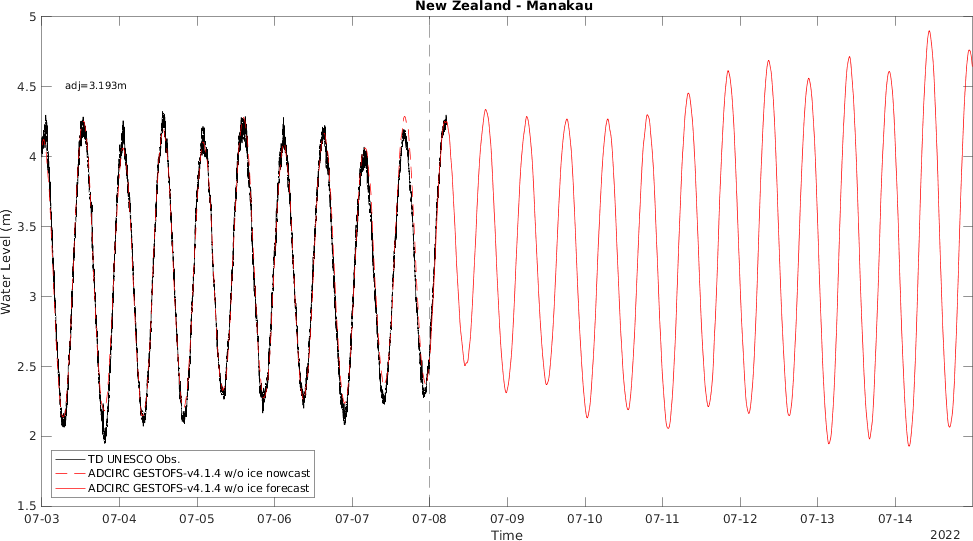 New Zealand - Manakau
5
4.5
4
3.5
3
2.5
2
1.5
Water Level (m)
adj=3.193m
TD UNESCO Obs.
ADCIRC GESTOFS-v4.1.4 w/o ice nowcast
ADCIRC GESTOFS-v4.1.4 w/o ice forecast
07-03 07-04 07-05 07-06 07-07 07-08 07-09 07-10 07-11 07-12 07-13 07-14
Time
2022